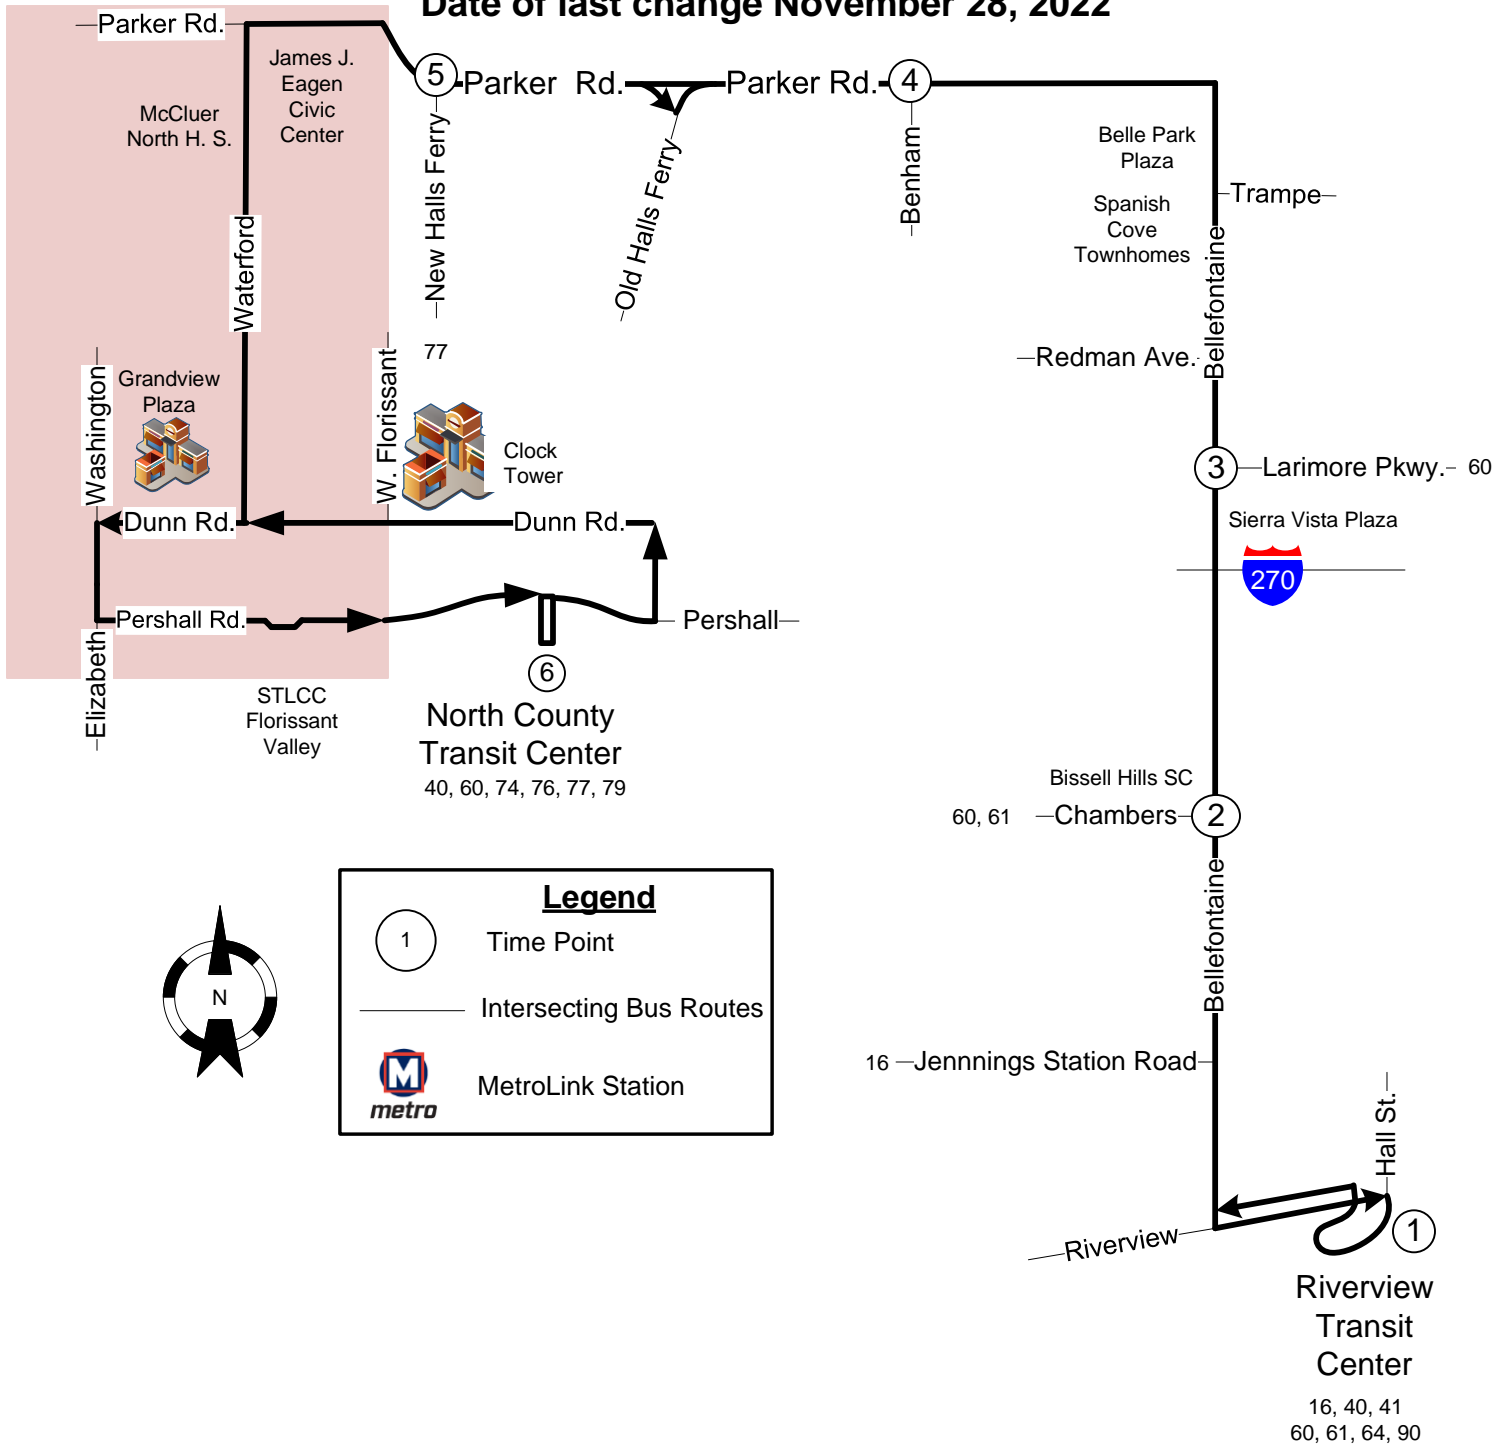 Date of last change November 28, 2022
Parker Rd.
James J.
Eagen
Civic
Center
McCluer
North H. S.
5
Parker Rd.
Parker Rd.
4
New Halls Ferry
Old Halls Ferry
Benham
Belle Park
Plaza
Trampe
Spanish
Cove
Townhomes
Waterford
Bellefontaine
77
Redman Ave.
Washington
Grandview
Plaza
W. Florissant
Clock
Tower
3
Larimore Pkwy.
60
Sierra Vista Plaza
270
Dunn Rd.
Dunn Rd.
Pershall Rd.
Pershall
Elizabeth
6
STLCC
Florissant
Valley
North County
Transit Center
40, 60, 74, 76, 77, 79
Bissell Hills SC
60, 61
Chambers
2
Bellefontaine
Legend
1
Time Point
Intersecting Bus Routes
M
metro
MetroLink Station
N
16
Jennnings Station Road
Hall St.
Riverview
1
Riverview
Transit
Center
16, 40, 41
60, 61, 64, 90